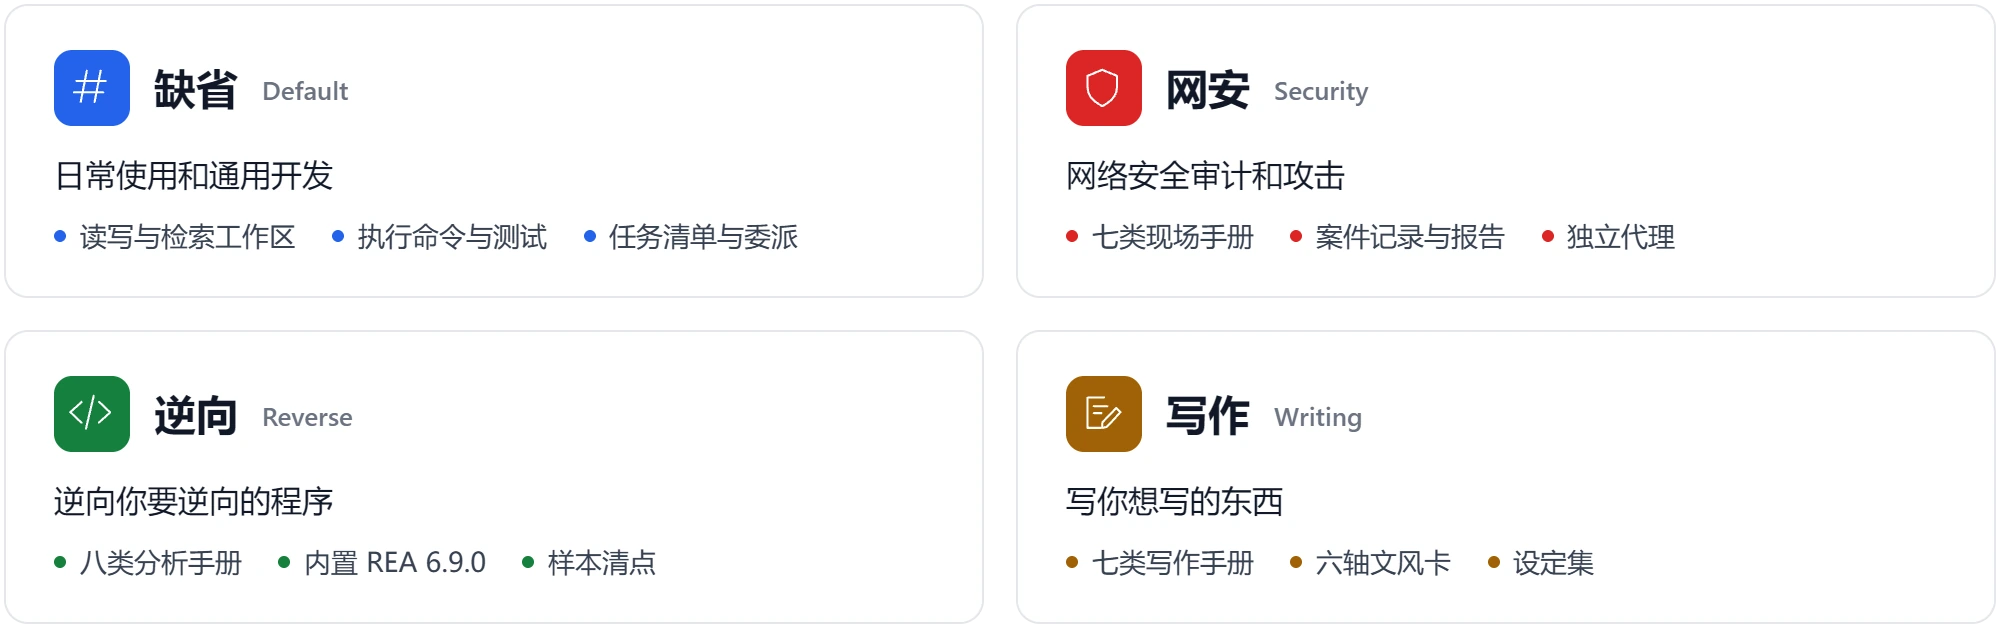 缺省 Default
日常使用和通用开发
读写与检索工作区 执行命令与测试 任务清单与委派
网安 Security
网络安全审计和攻击
七类现场手册 案件记录与报告 独立代理
逆向 Reverse
逆向你要逆向的程序
八类分析手册 内置 REA 6.9.0 样本清点
写作 Writing
写你想写的东西
七类写作手册 六轴文风卡 设定集